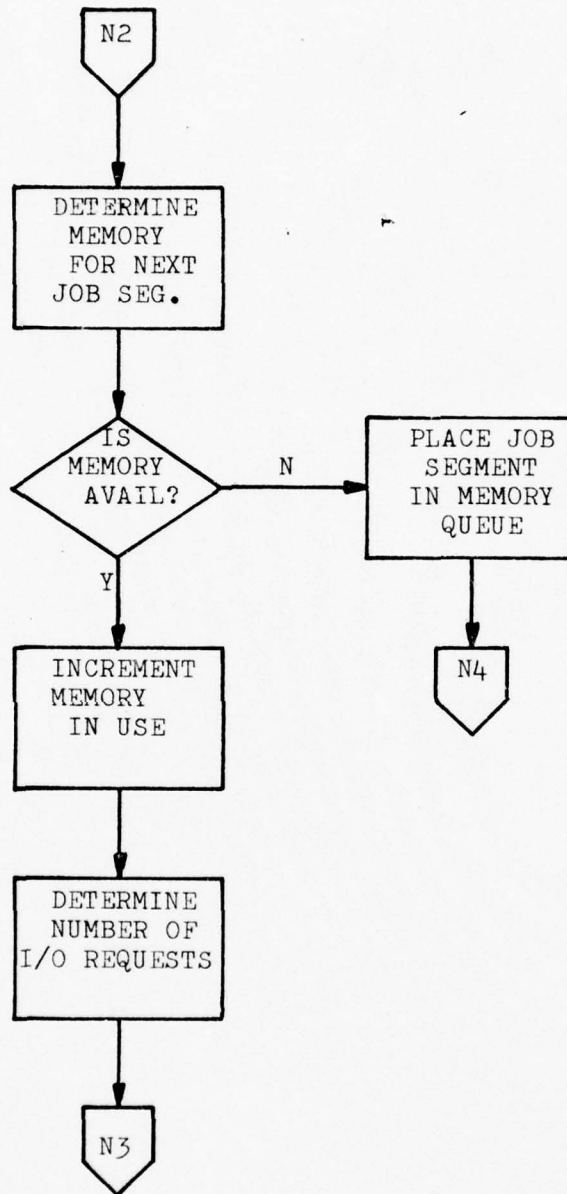 N2
DETERMINE
MEMORY
FOR NEXT
JOB SEG.
IS
MEMORY
AVAIL?
N
PLACE JOB
SEGMENT
IN MEMORY
QUEUE
Y
N4
INCREMENT
MEMORY
IN USE
DETERMINE
NUMBER OF
I/O REQUESTS
N3